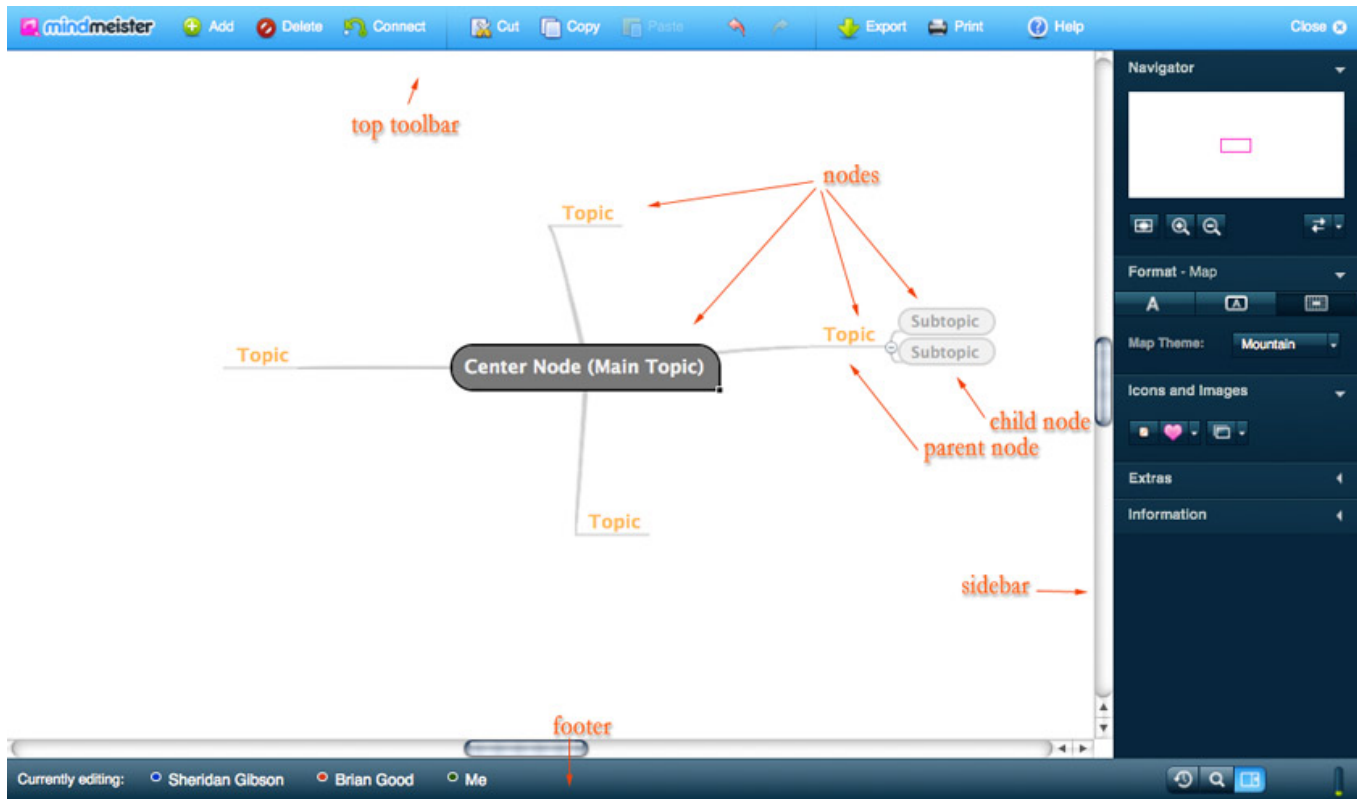 mindmeister Add Delete Connect Cut Copy Paste Export Print Help Close
Navigator
top toolbar
nodes
Topic
Format - Map
A A
Subtopic
Topic
Map Theme: Mountain
Subtopic
Topic
Center Node (Main Topic)
Icons and Images
child node
parent node
Extras
Information
Topic
sidebar
footer
Currently editing: Sheridan Gibson Brian Good Me